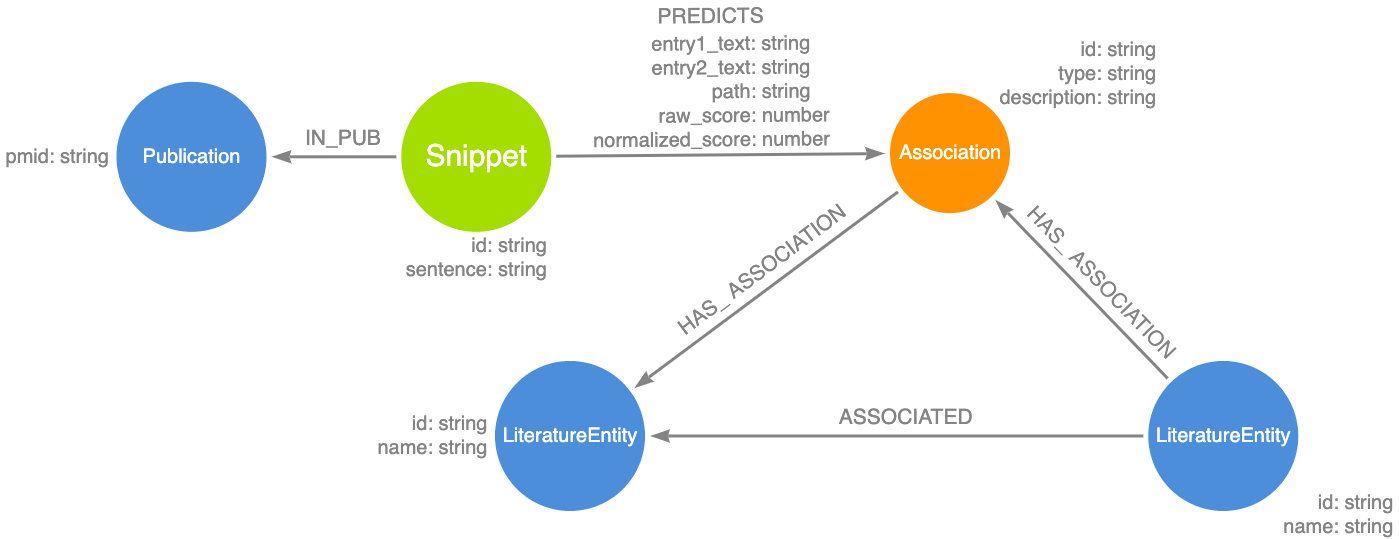 PREDICTS
entry1_text: string
entry2_text: string
path: string
raw_score: number
normalized_score: number
id: string
type: string
description: string
pmid: string
Publication
IN_PUB
Snippet
Association
id: string
sentence: string
HAS_ASSOCIATION
HAS_ASSOCIATION
id: string
name: string
LiteratureEntity
ASSOCIATED
LiteratureEntity
id: string
name: string